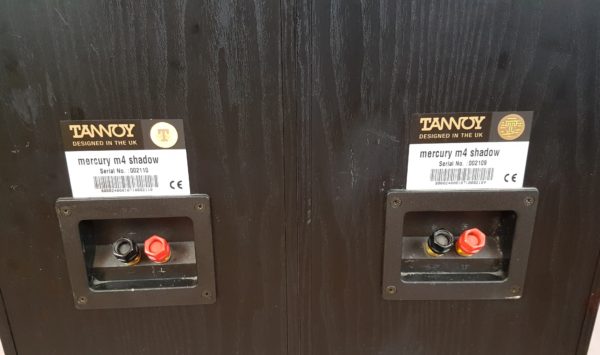 TANNOY
DESIGNED IN THE UK
mercury m4 shadow
Serial No. :002110
CE
TANNOY
DESIGNED IN THE UK
mercury m4 shadow
Serial No. :002109
CE